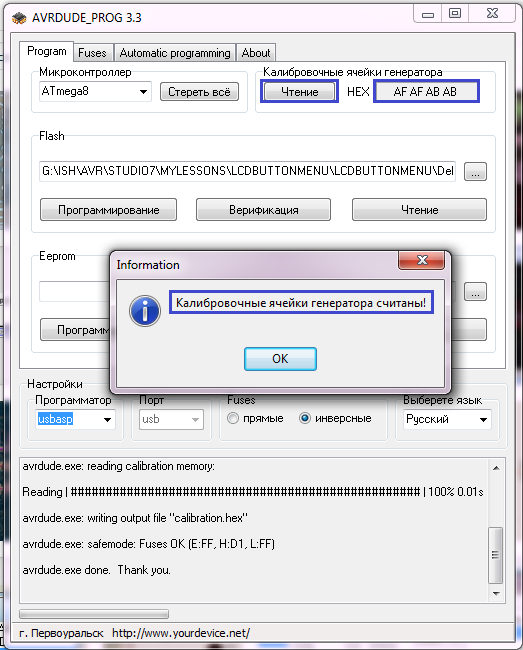 AVRDUDE_PROG 3.3
Program Fuses Automatic programming About
Микроконтроллер
ATmega8
Стереть всё
Калибровочные ячейки генератора
Чтение HEX AF AF AB AB
Flash
G:\ISH\AVR\STUDIO7\MYLESSONS\LCDBUTTONMENU\LCDBUTTONMENU\Del
...
Программирование Верификация Чтение
Eeprom
...
Information
Калибровочные ячейки генератора считаны!
OK
Настройки
Программатор
usbasp
Порт
usb
Fuses
прямые инверсные
Выберете язык
Русский
avrdude.exe: reading calibration memory:
Reading | ################################################## | 100% 0.01s
avrdude.exe: writing output file "calibration.hex"
avrdude.exe: safemode: Fuses OK (E:FF, H:D1, L:FF)
avrdude.exe done. Thank you.
г. Первоуральск http://www.yourdevice.net/